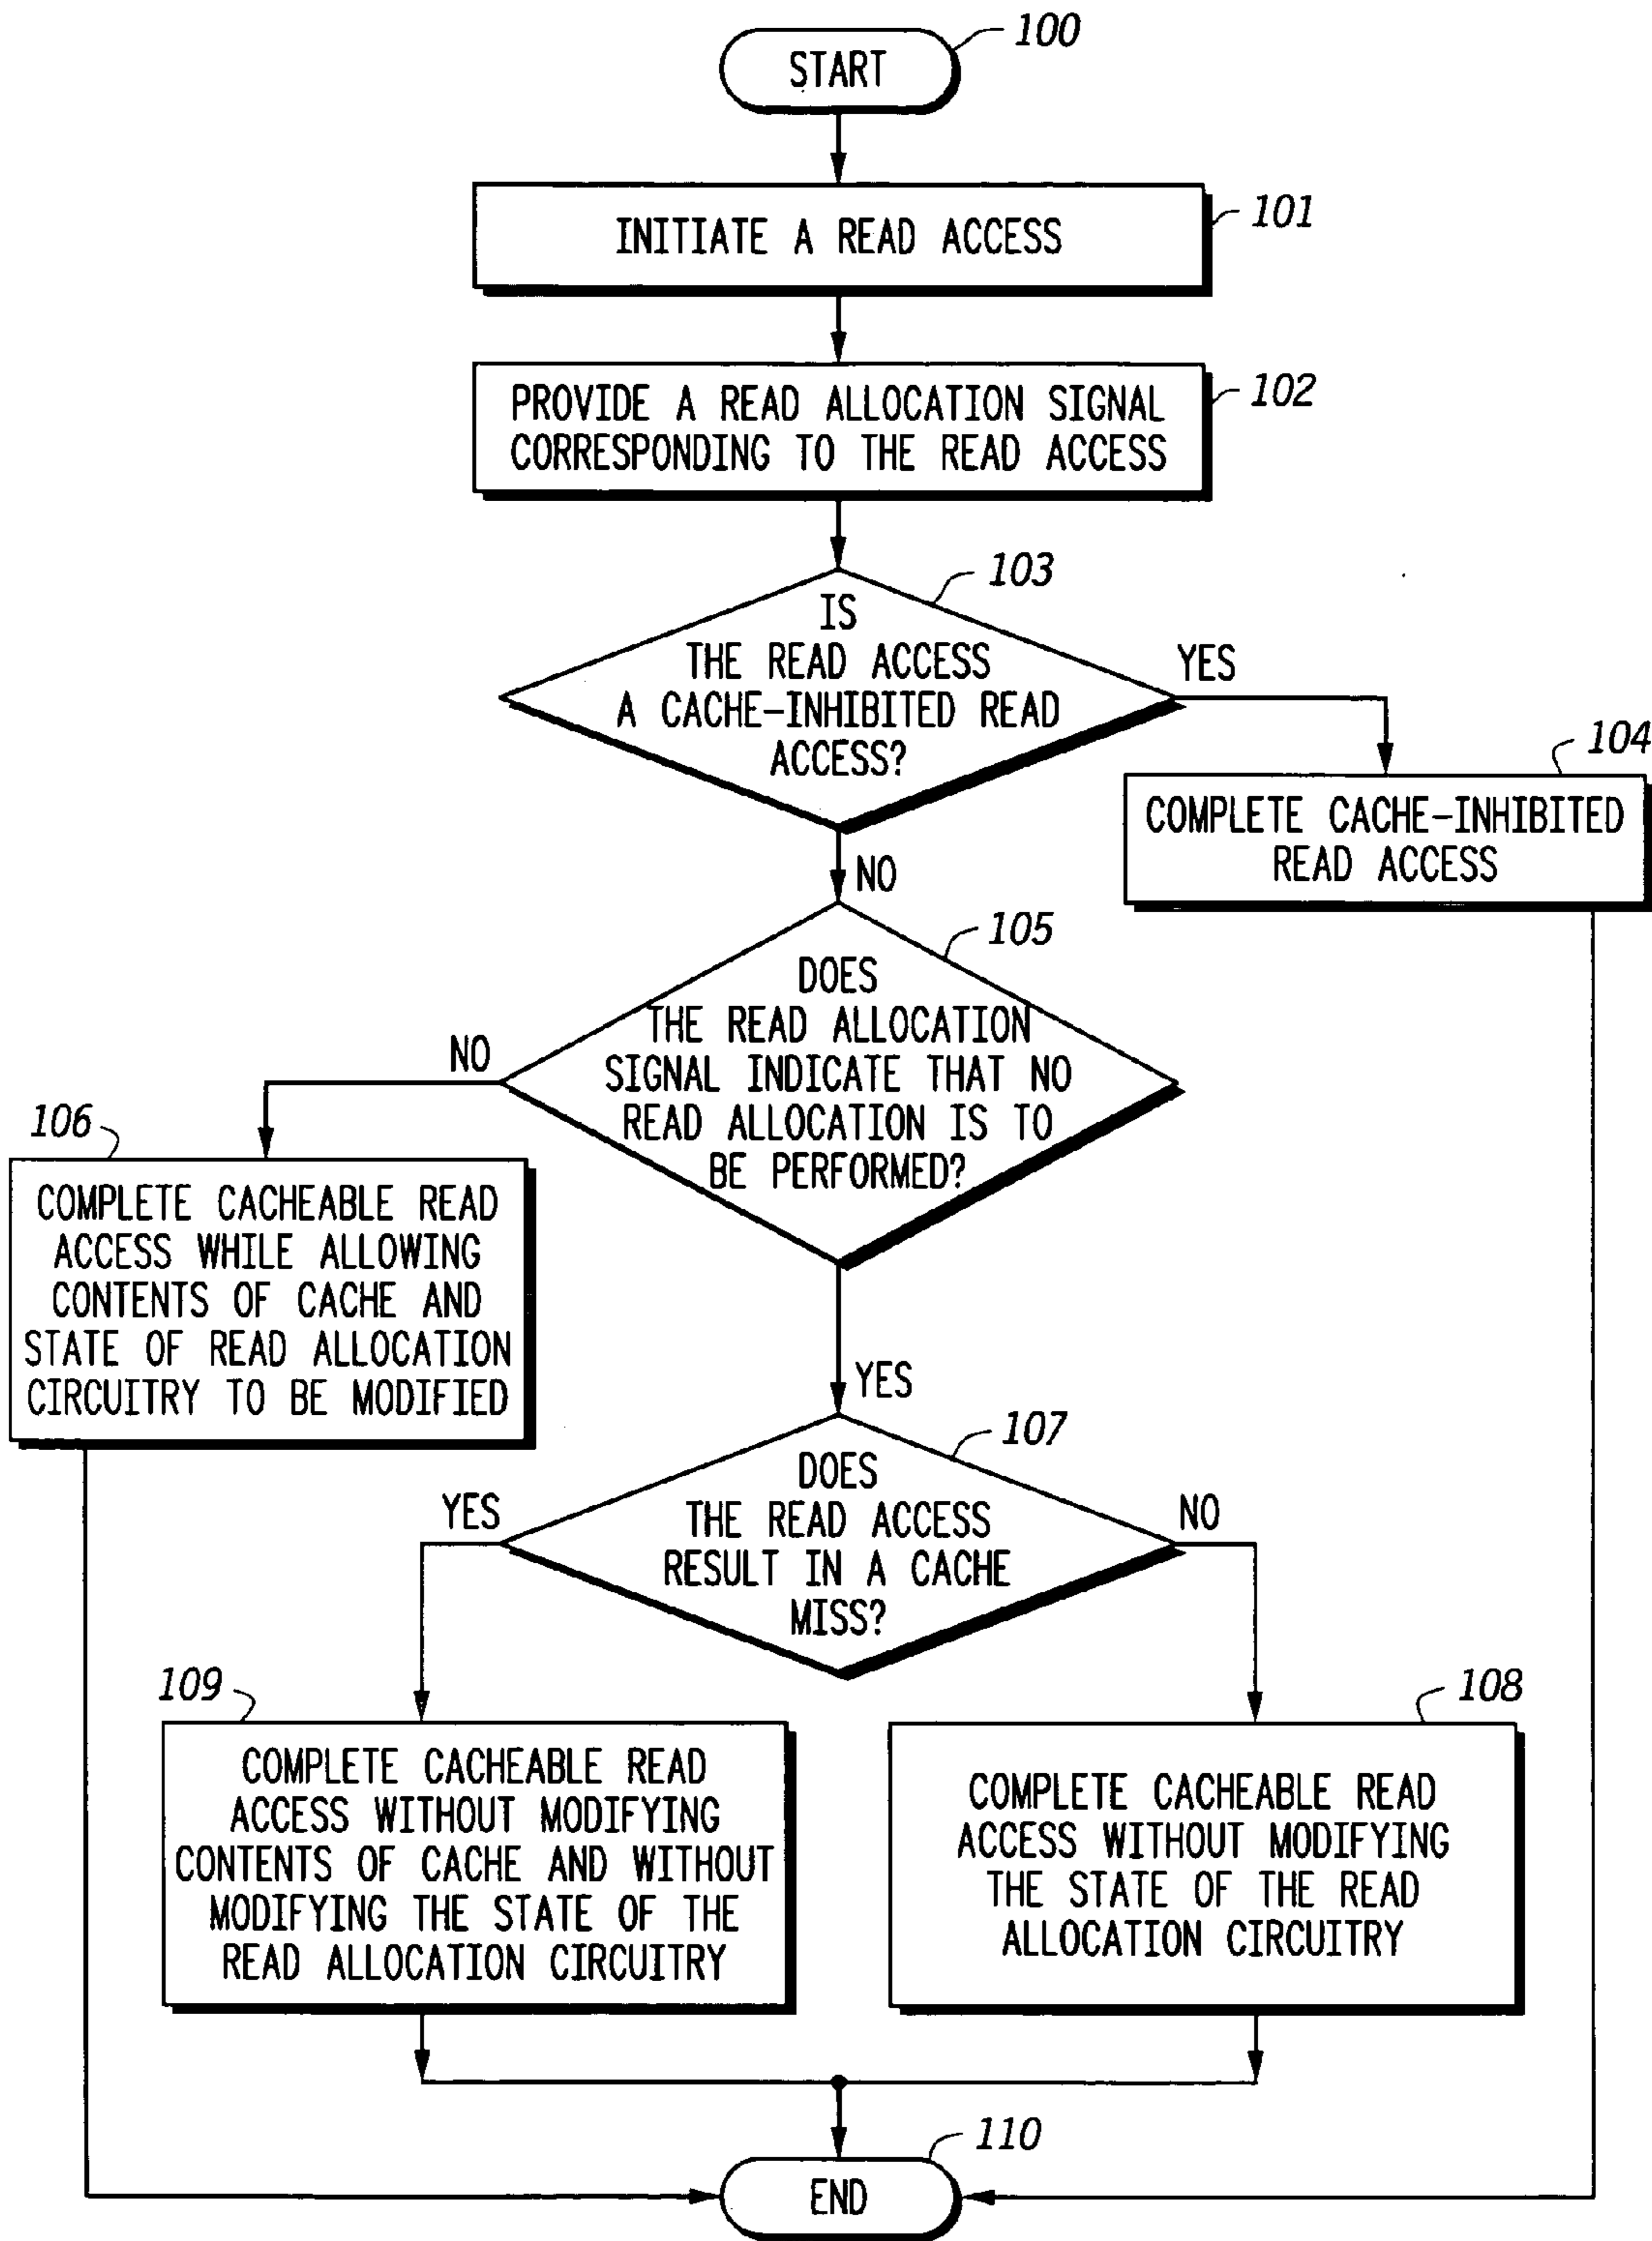 START
100
INITIATE A READ ACCESS
101
PROVIDE A READ ALLOCATION SIGNAL
CORRESPONDING TO THE READ ACCESS
102
103
IS
THE READ ACCESS
A CACHE-INHIBITED READ
ACCESS?
YES
NO
104
COMPLETE CACHE-INHIBITED
READ ACCESS
105
DOES
THE READ ALLOCATION
SIGNAL INDICATE THAT NO
READ ALLOCATION IS TO
BE PERFORMED?
NO
YES
106
COMPLETE CACHEABLE READ
ACCESS WHILE ALLOWING
CONTENTS OF CACHE AND
STATE OF READ ALLOCATION
CIRCUITRY TO BE MODIFIED
107
DOES
THE READ ACCESS
RESULT IN A CACHE
MISS?
YES
NO
109
COMPLETE CACHEABLE READ
ACCESS WITHOUT MODIFYING
CONTENTS OF CACHE AND WITHOUT
MODIFYING THE STATE OF THE
READ ALLOCATION CIRCUITRY
108
COMPLETE CACHEABLE READ
ACCESS WITHOUT MODIFYING
THE STATE OF THE READ
ALLOCATION CIRCUITRY
110
END